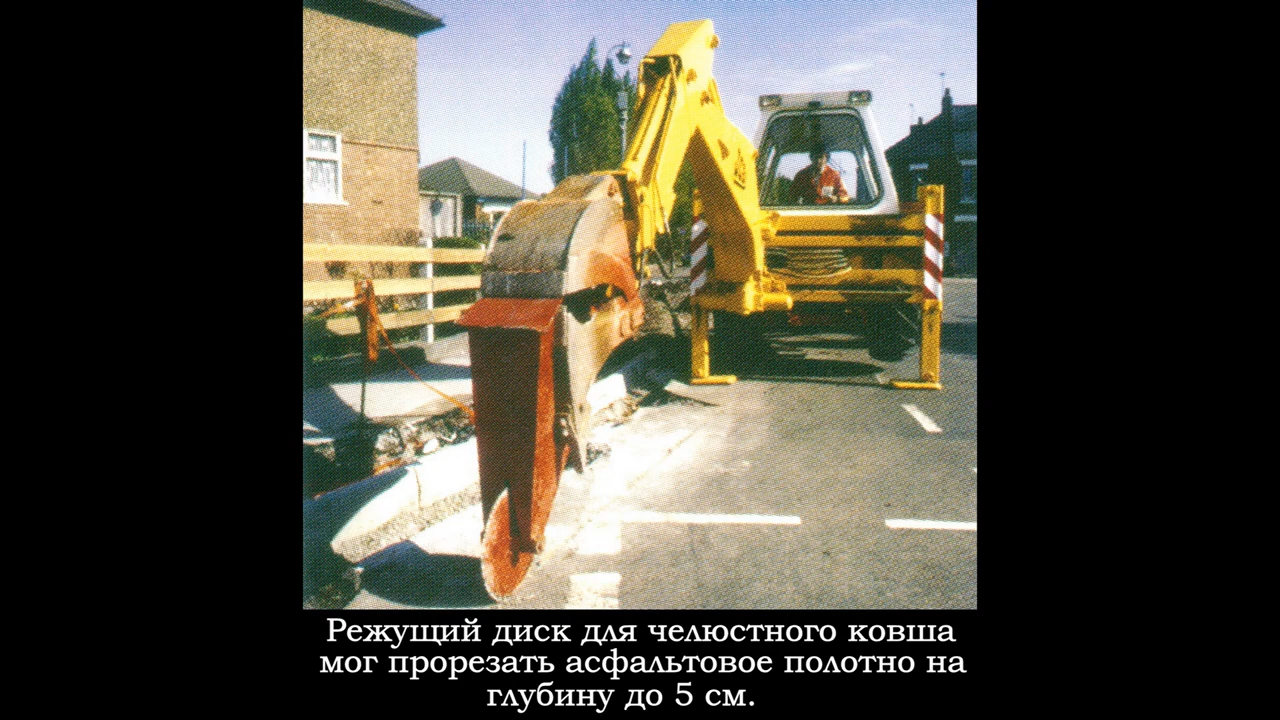 Режущий диск для челюстного ковша
мог прорезать асфальтовое полотно на
глубину до 5 см.